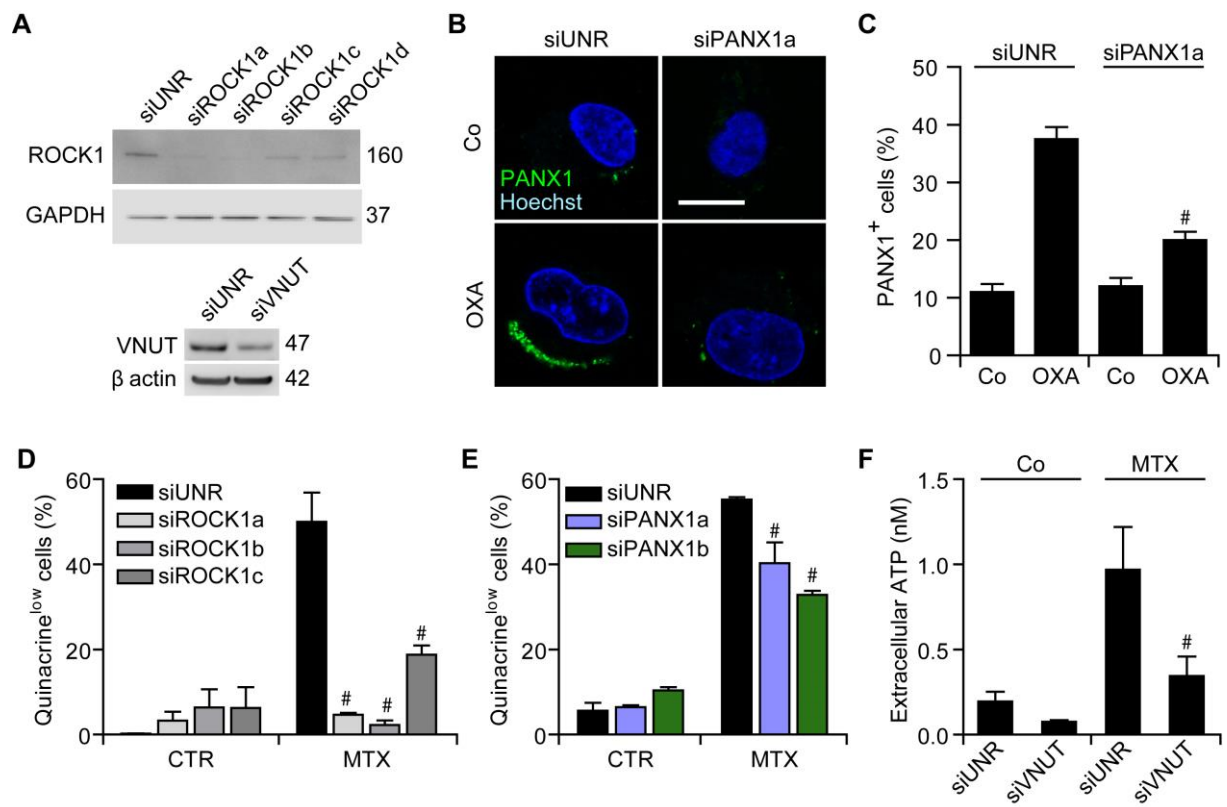 A
siUNR
siROCK1a
siROCK1b
siROCK1c
siROCK1d
ROCK1
160
GAPDH
37
siUNR
siVNUT
VNUT
47
β actin
42
B
siUNR
siPANX1a
Co
PANX1
Hoechst
OXA
C
siUNR
siPANX1a
PANX1+ cells (%)
50
40
30
20
10
0
#
Co
OXA
Co
OXA
D
Quinacrinelow cells (%)
60
40
20
0
siUNR
siROCK1a
siROCK1b
siROCK1c
#
#
#
CTR
MTX
E
Quinacrinelow cells (%)
60
40
20
0
siUNR
siPANX1a
siPANX1b
#
#
CTR
MTX
F
Co
MTX
Extracellular ATP (nM)
1.5
1.0
0.5
0.0
#
siUNR
siVNUT
siUNR
siVNUT